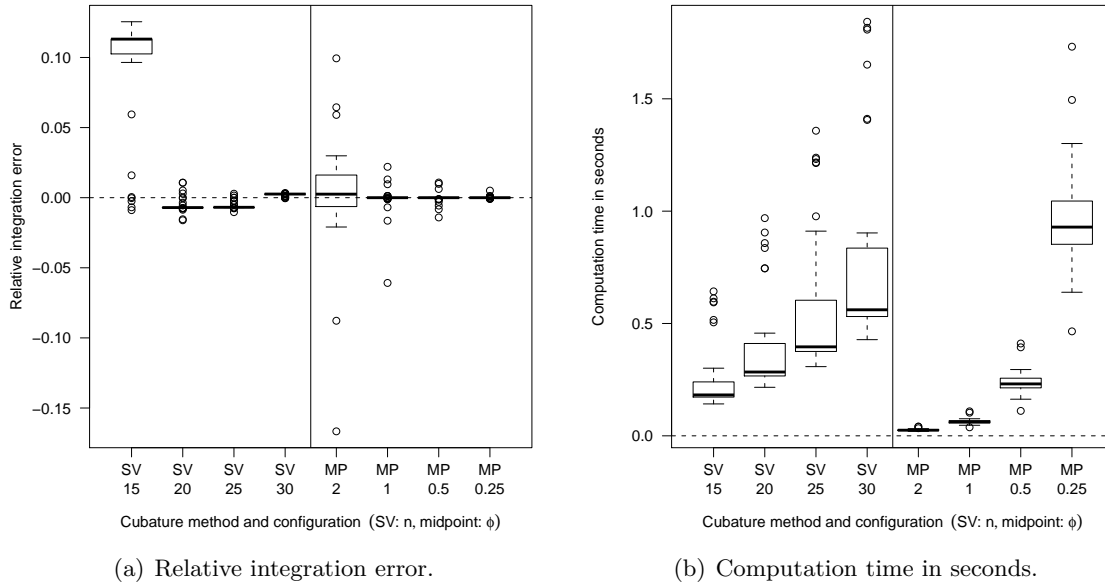 Relative integration error
0.10
0.05
0.00
−0.05
−0.10
−0.15
SV SV SV SV MP MP MP MP
15 20 25 30 2 1 0.5 0.25
Cubature method and configuration (SV: n, midpoint: ϕ)
(a) Relative integration error.
Computation time in seconds
1.5
1.0
0.5
0.0
SV SV SV SV MP MP MP MP
15 20 25 30 2 1 0.5 0.25
Cubature method and configuration (SV: n, midpoint: ϕ)
(b) Computation time in seconds.